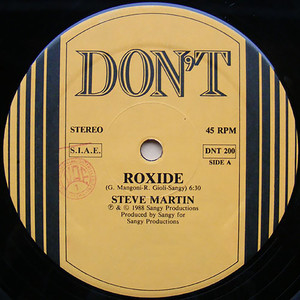 DON'T
STEREO
45 RPM
S.I.A.E.
DNT 200
SIDE A
ROXIDE
(G. Mangoni-R. Gioli-Sangy) 6:30
STEVE MARTIN
℗ & © 1988 Sangy Productions
Produced by Sangy for
Sangy Productions